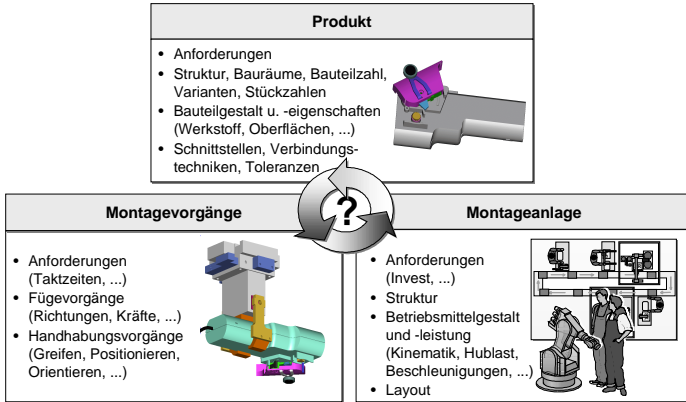 Produkt
• Anforderungen
• Struktur, Bauräume, Bauteilzahl,
Varianten, Stückzahlen
• Bauteilgestalt u. -eigenschaften
(Werkstoff, Oberflächen, ...)
• Schnittstellen, Verbindungs-
techniken, Toleranzen
?
Montagevorgänge
• Anforderungen
(Taktzeiten, ...)
• Fügevorgänge
(Richtungen, Kräfte, ...)
• Handhabungsvorgänge
(Greifen, Positionieren,
Orientieren, ...)
Montageanlage
• Anforderungen
(Invest, ...)
• Struktur
• Betriebsmittelgestalt
und -leistung
(Kinematik, Hublast,
Beschleunigungen, ...)
• Layout